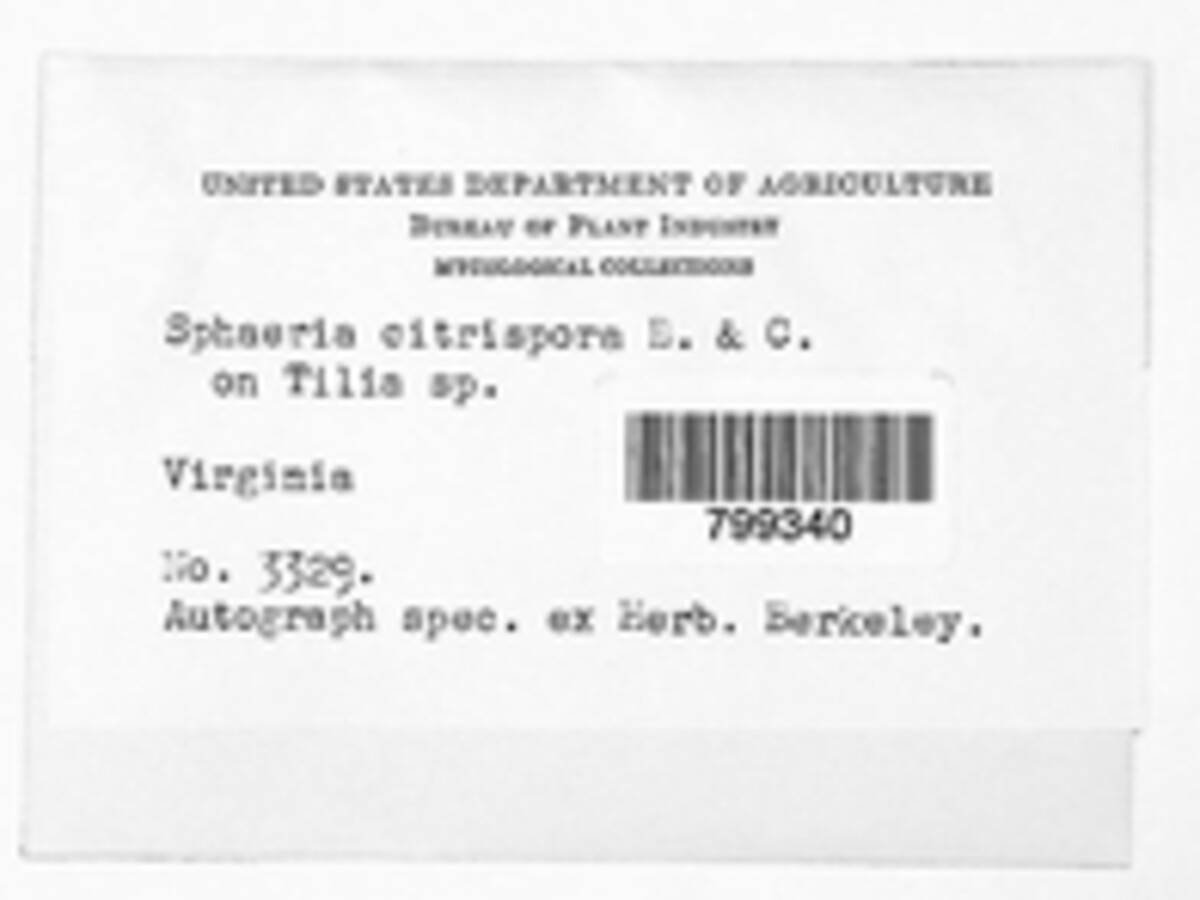 UNITED STATES DEPARTMENT OF AGRICULTURE
BUREAU OF PLANT INDUSTRY
MYCOLOGICAL COLLECTIONS
Sphaeria citrispora B. & C.
on Tilia sp.
Virginia
799340
No. 3329.
Autograph spec. ex Herb. Berkeley.